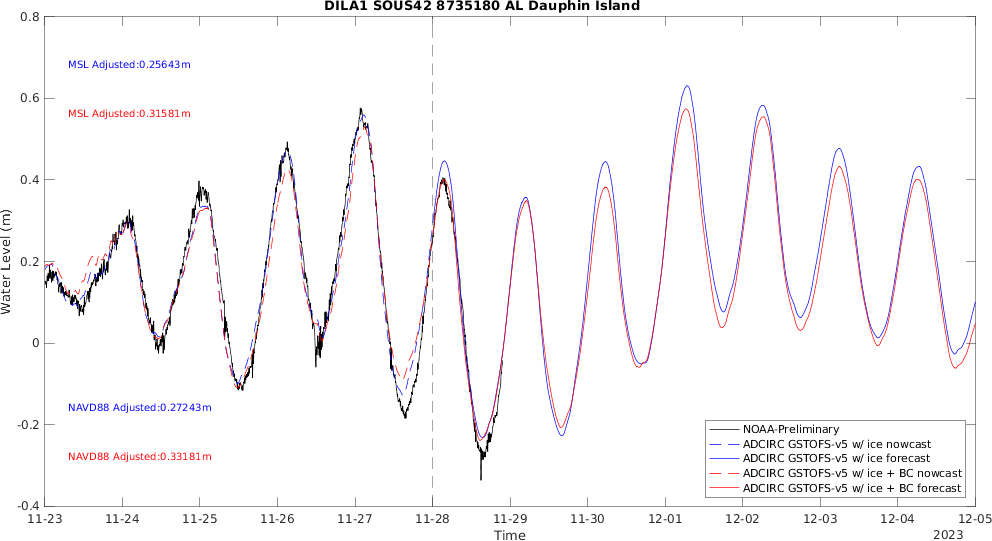 DILA1 SOUS42 8735180 AL Dauphin Island
0.8
0.6
0.4
0.2
0
-0.2
-0.4
Water Level (m)
MSL Adjusted:0.25643m
MSL Adjusted:0.31581m
NAVD88 Adjusted:0.27243m
NAVD88 Adjusted:0.33181m
NOAA-Preliminary
ADCIRC GSTOFS-v5 w/ ice nowcast
ADCIRC GSTOFS-v5 w/ ice forecast
ADCIRC GSTOFS-v5 w/ ice + BC nowcast
ADCIRC GSTOFS-v5 w/ ice + BC forecast
11-23 11-24 11-25 11-26 11-27 11-28 11-29 11-30 12-01 12-02 12-03 12-04 12-05
Time
2023